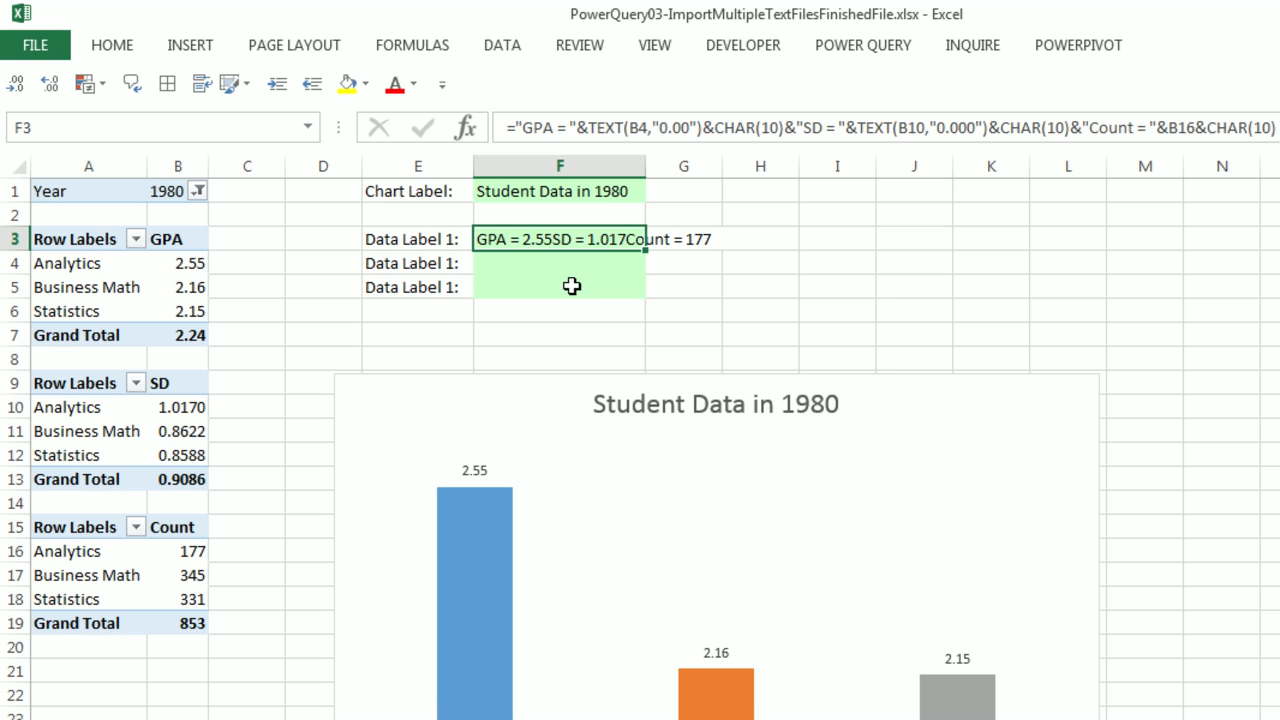 PowerQuery03-ImportMultipleTextFilesFinishedFile.xlsx - Excel
FILE HOME INSERT PAGE LAYOUT FORMULAS DATA REVIEW VIEW DEVELOPER POWER QUERY INQUIRE POWERPIVOT
F3 fx ="GPA = "&TEXT(B4,"0.00")&CHAR(10)&"SD = "&TEXT(B10,"0.000")&CHAR(10)&"Count = "&B16&CHAR(10)
A B C D E F G H I J K L M N
1 Year 1980 Chart Label: Student Data in 1980
2
3 Row Labels GPA Data Label 1: GPA = 2.55SD = 1.017Count = 177
4 Analytics 2.55 Data Label 1:
5 Business Math 2.16 Data Label 1:
6 Statistics 2.15
7 Grand Total 2.24
8
9 Row Labels SD
10 Analytics 1.0170
11 Business Math 0.8622
12 Statistics 0.8588
13 Grand Total 0.9086
14
15 Row Labels Count
16 Analytics 177
17 Business Math 345
18 Statistics 331
19 Grand Total 853
20
21
22
23
Student Data in 1980
2.55
2.16
2.15